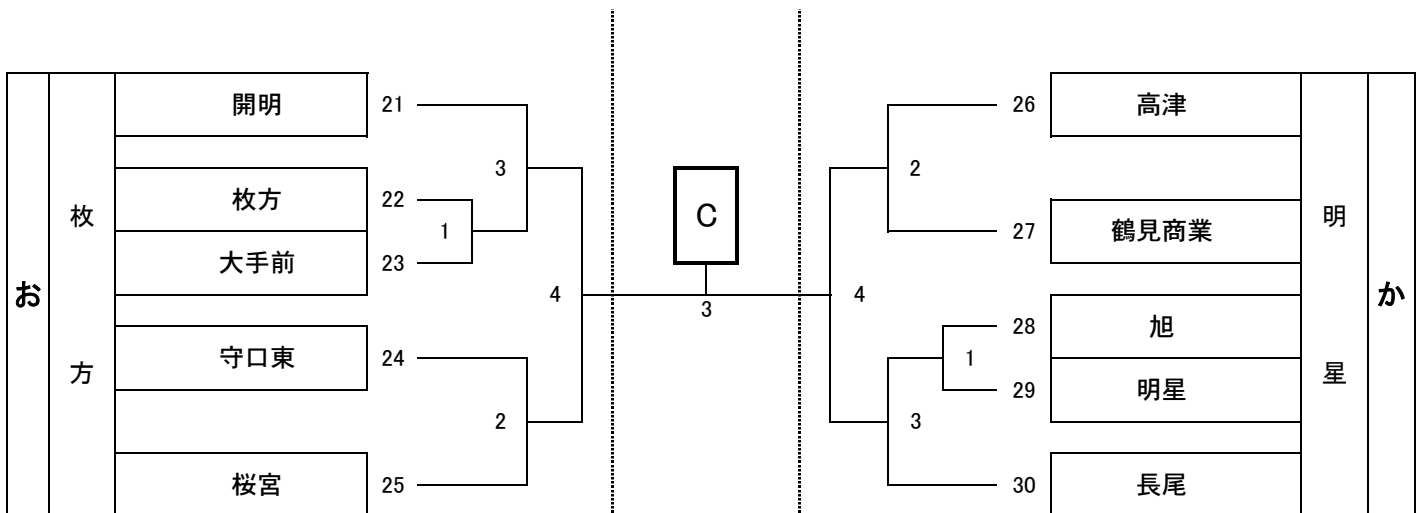 開明 21 26 高津
3 C 2
枚方 22
枚 1 27 鶴見商業 明
大手前 23
お 4 3 4 か
守口東 24 28 旭
方 1 星
2 3 29 明星
桜宮 25 30 長尾